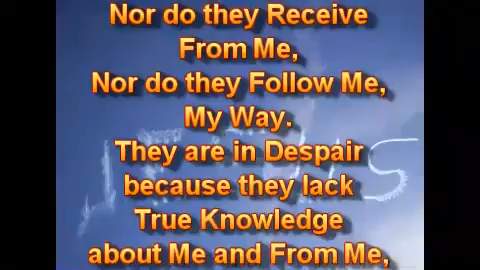 Nor do they Receive
From Me,
Nor do they Follow Me,
My Way.
They are in Despair
because they lack
True Knowledge
about Me and From Me,